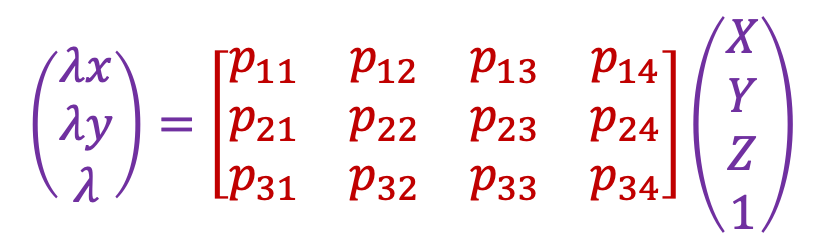 (λx λy λ) = [p₁₁ p₁₂ p₁₃ p₁₄
p₂₁ p₂₂ p₂₃ p₂₄
p₃₁ p₃₂ p₃₃ p₃₄] (X Y Z 1)